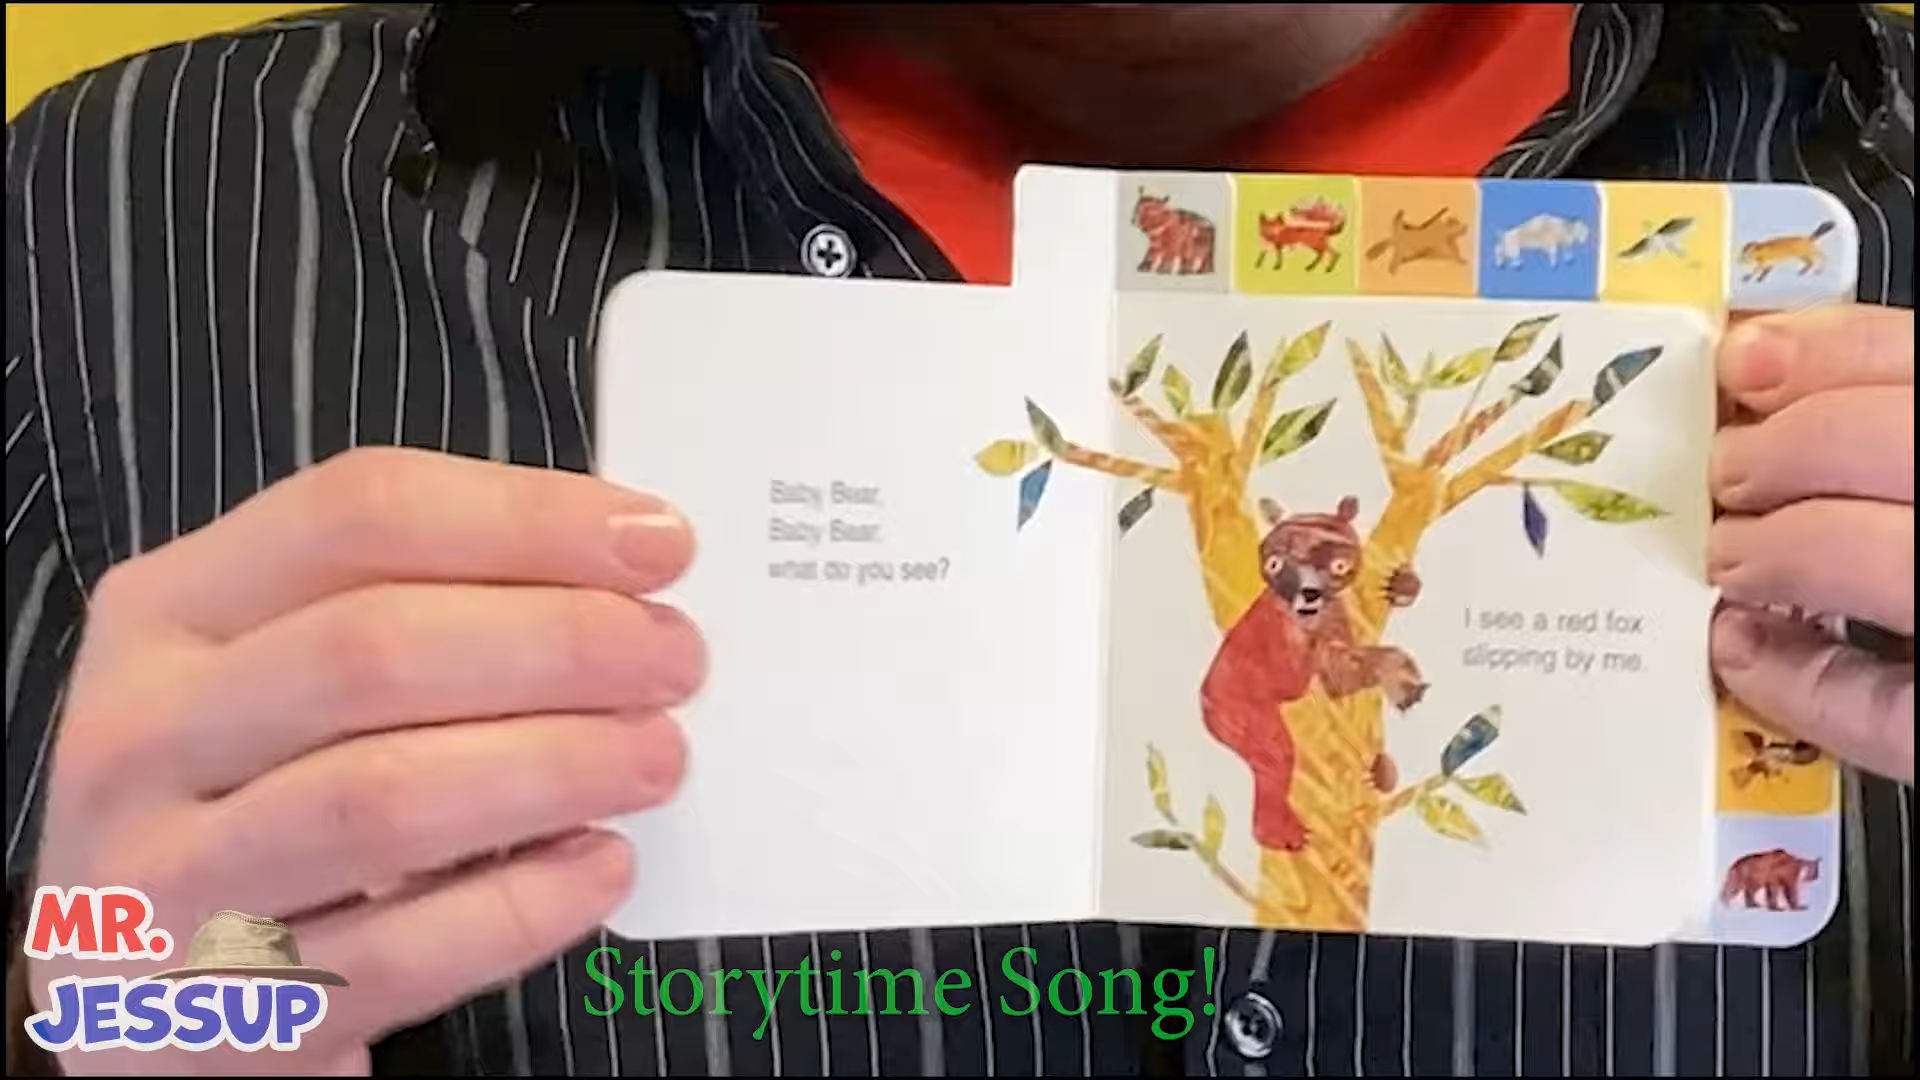 Baby Bear,
Baby Bear,
what do you see?
I see a red fox
slipping by me.
MR.
JESSUP
Storytime Song!